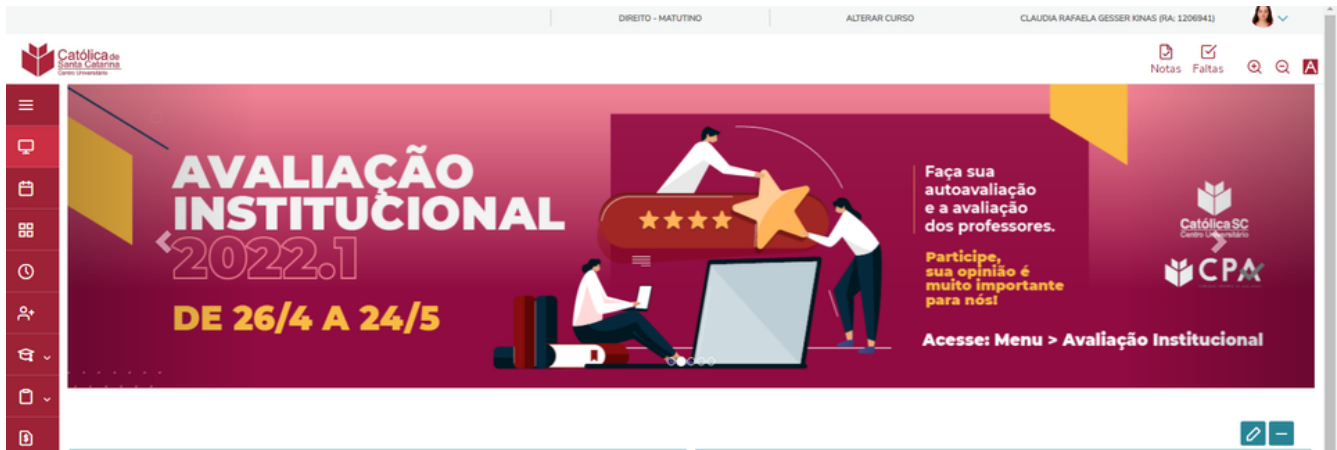 DIREITO - MATUTINO
ALTERAR CURSO
CLAUDIA RAFAELA GESSER KINAS (RA: 1206941)
Católica de
Santa Catarina
Centro Universitário
Notas
Faltas
A
AVALIAÇÃO
INSTITUCIONAL
2022.1
DE 26/4 A 24/5
Faça sua
autoavaliação
e a avaliação
dos professores.
Participe,
sua opinião é
muito importante
para nós!
Acesse: Menu > Avaliação Institucional
Católica SC
Centro Universitário
CPA